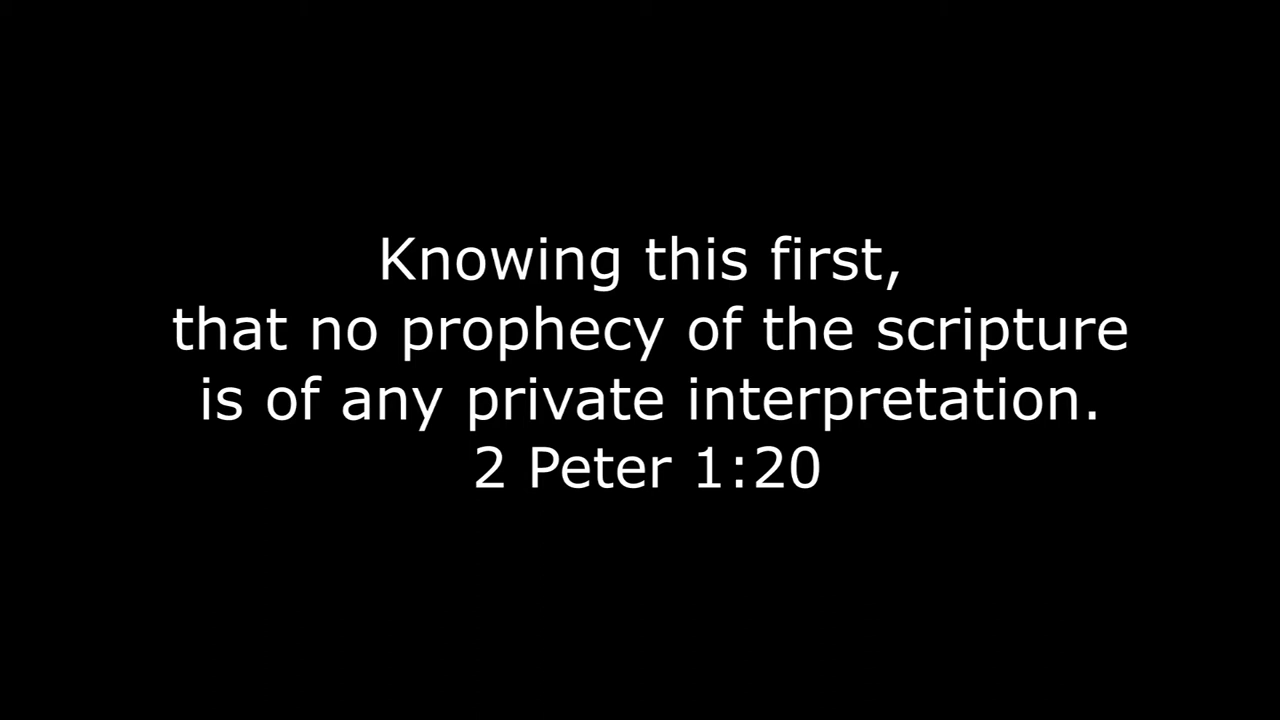 Knowing this first,
that no prophecy of the scripture
is of any private interpretation.
2 Peter 1:20